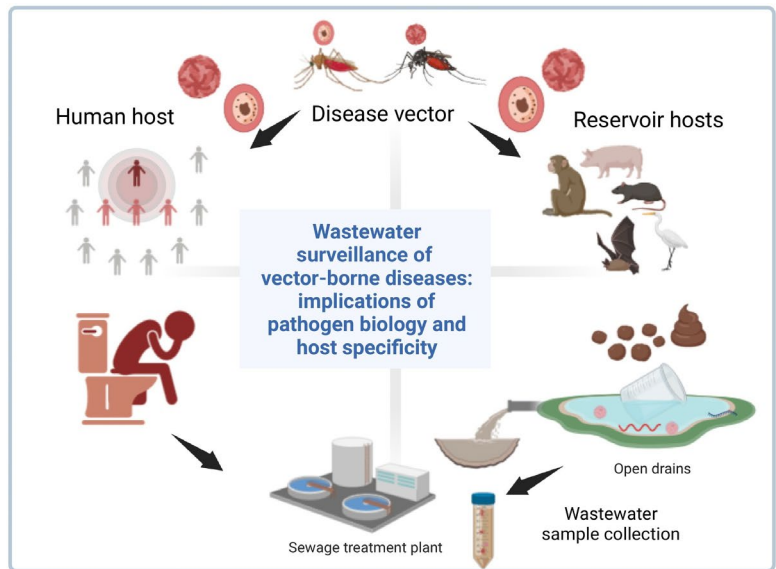 Human host
Disease vector
Reservoir hosts
Wastewater
surveillance of
vector-borne diseases:
implications of
pathogen biology and
host specificity
Open drains
Sewage treatment plant
Wastewater
sample collection